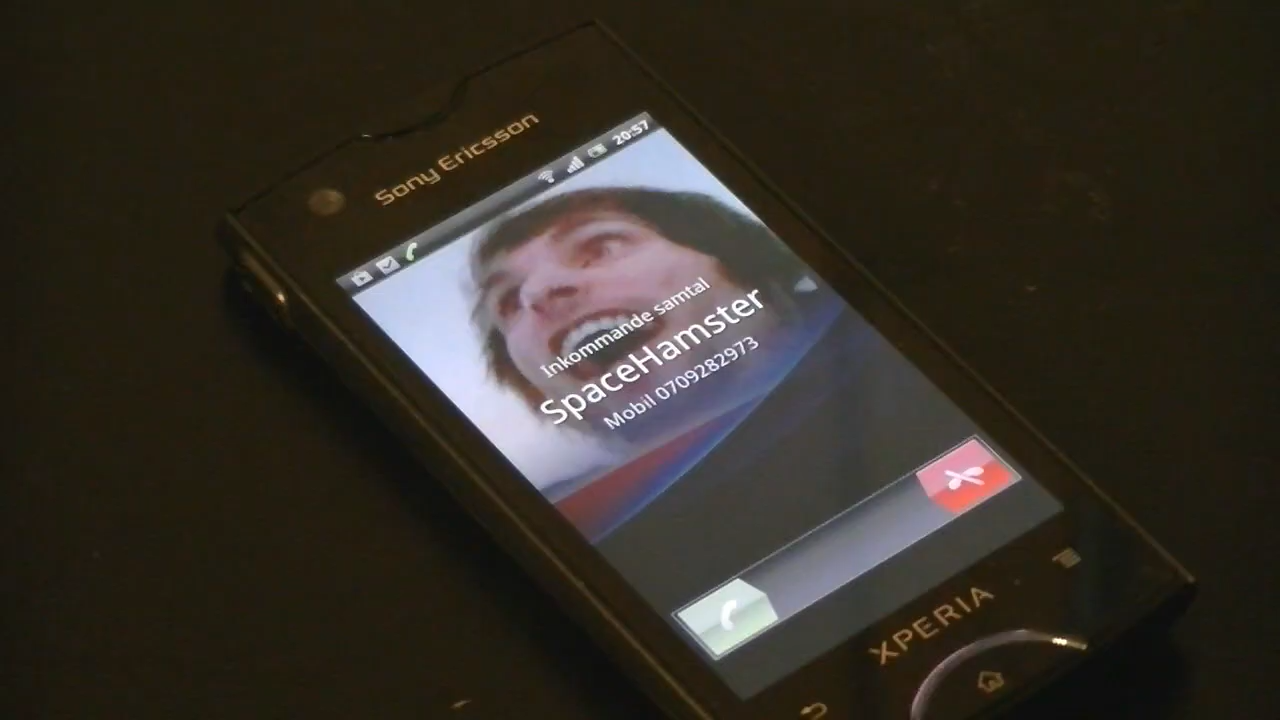 Sony Ericsson
20:57
Inkommande samtal
SpaceHamster
Mobil 0709282973
XPERIA